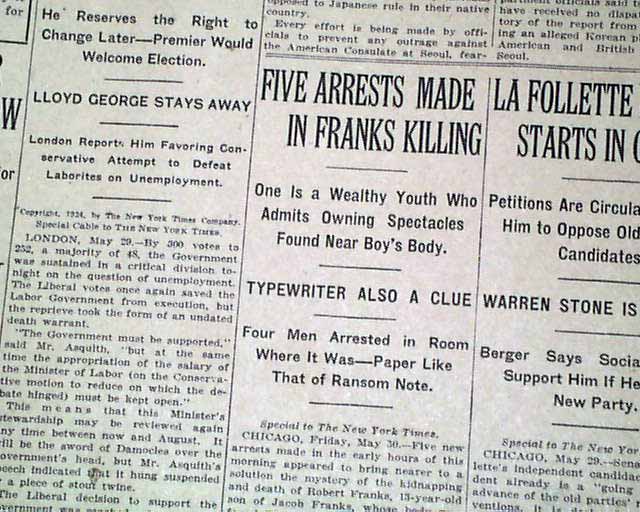 for
W
or
He Reserves the Right to
Change Later—Premier Would
Welcome Election.
LLOYD GEORGE STAYS AWAY
London Reports Him Favoring Con-
servative Attempt to Defeat
Laborites on Unemployment.
Copyright, 1924, by The New York Times Company.
Special Cable to THE NEW YORK TIMES.
LONDON, May 29.—By 300 votes to
252, a majority of 48, the Government
was sustained in a critical division to-
night on the question of unemployment.
The Liberal votes once again saved the
Labor Government from execution, but
the reprieve took the form of an undated
death warrant.
"The Government must be supported,"
said Mr. Asquith, "but at the same
time the appropriation of the salary of
the Minister of Labor (on the Conserva-
tive motion to reduce on which the de-
bate hinged) must be kept open."
This means that this Minister's
stewardship may be reviewed again
any time between now and August. It
will be the sword of Damocles over the
Government's head, but Mr. Asquith's
speech indicated that it hung suspended
by a piece of stout twine.
The Liberal decision to support the
opposed to Japanese rule in their native
country.
Every effort is being made by offi-
cials to prevent any outrage against
the American Consulate at Seoul, fear-
FIVE ARRESTS MADE
IN FRANKS KILLING
One Is a Wealthy Youth Who
Admits Owning Spectacles
Found Near Boy's Body.
TYPEWRITER ALSO A CLUE
Four Men Arrested in Room
Where It Was—Paper Like
That of Ransom Note.
Special to The New York Times.
CHICAGO, Friday, May 30.—Five new
arrests made in the early hours of this
morning appeared to bring nearer to a
solution the mystery of the kidnapping
and death of Robert Franks, 13-year-old
son of Jacob Franks, whose body
have received no
tory of the report from
ing an alleged Korean
American and British
Seoul.
LA FOLLETTE
STARTS IN
Petitions Are Circula
Him to Oppose Old
Candidates
WARREN STONE IS
Berger Says Socia
Support Him If He
New Party.
Special to The New Yor
CHICAGO, May 29.—Sena
lette's independent candida
dent already is a "going
advance of the old parties'
ventions, it is